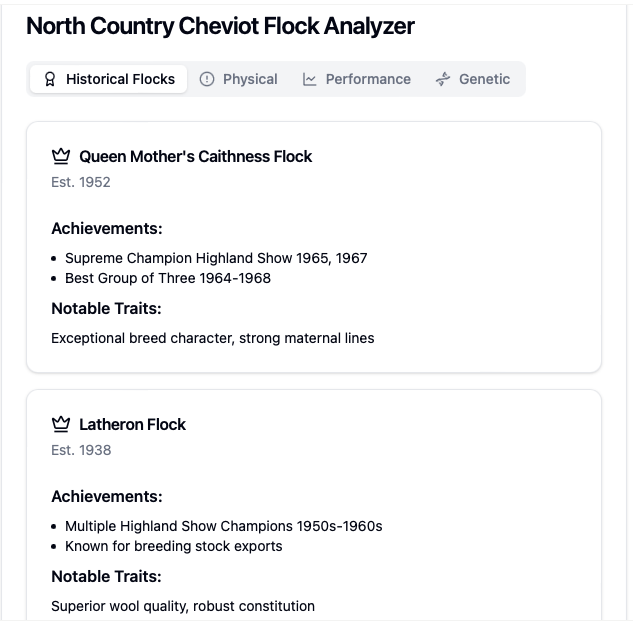 North Country Cheviot Flock Analyzer
Historical Flocks Physical Performance Genetic
Queen Mother's Caithness Flock
Est. 1952
Achievements:
• Supreme Champion Highland Show 1965, 1967
• Best Group of Three 1964-1968
Notable Traits:
Exceptional breed character, strong maternal lines
Latheron Flock
Est. 1938
Achievements:
• Multiple Highland Show Champions 1950s-1960s
• Known for breeding stock exports
Notable Traits:
Superior wool quality, robust constitution